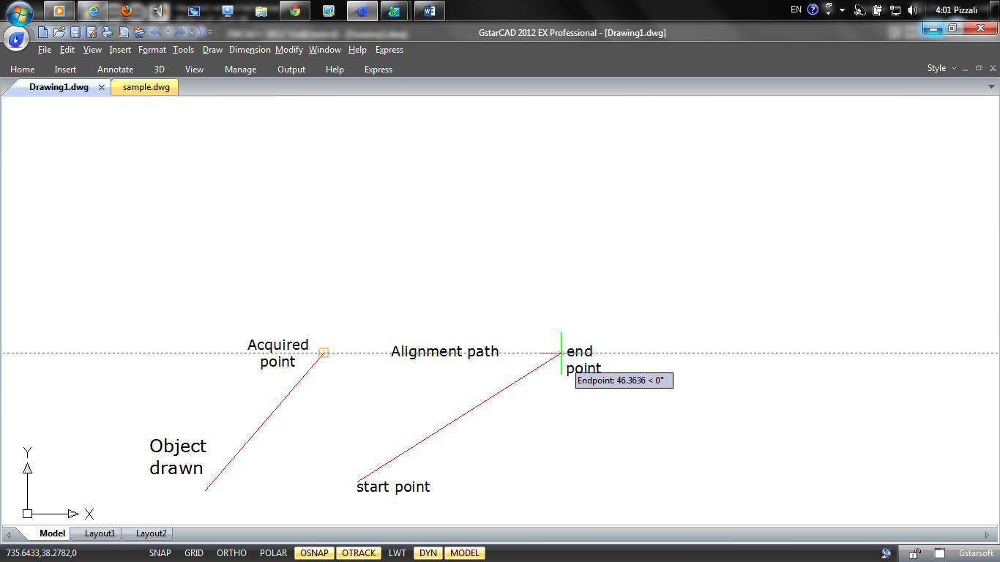 EN
4:01 Pizzali
GstarCAD 2012 EX Professional - [Drawing1.dwg]
File Edit View Insert Format Tools Draw Dimension Modify Window Help Express
Home Insert Annotate 3D View Manage Output Help Express
Style
Drawing1.dwg sample.dwg
Acquired
point
Alignment path
end
point
Endpoint: 46.3636 < 0°
Object
drawn
start point
Y
X
Model Layout1 Layout2
735.6433,38.2782,0 SNAP GRID ORTHO POLAR OSNAP OTRACK LWT DYN MODEL Gstarsoft